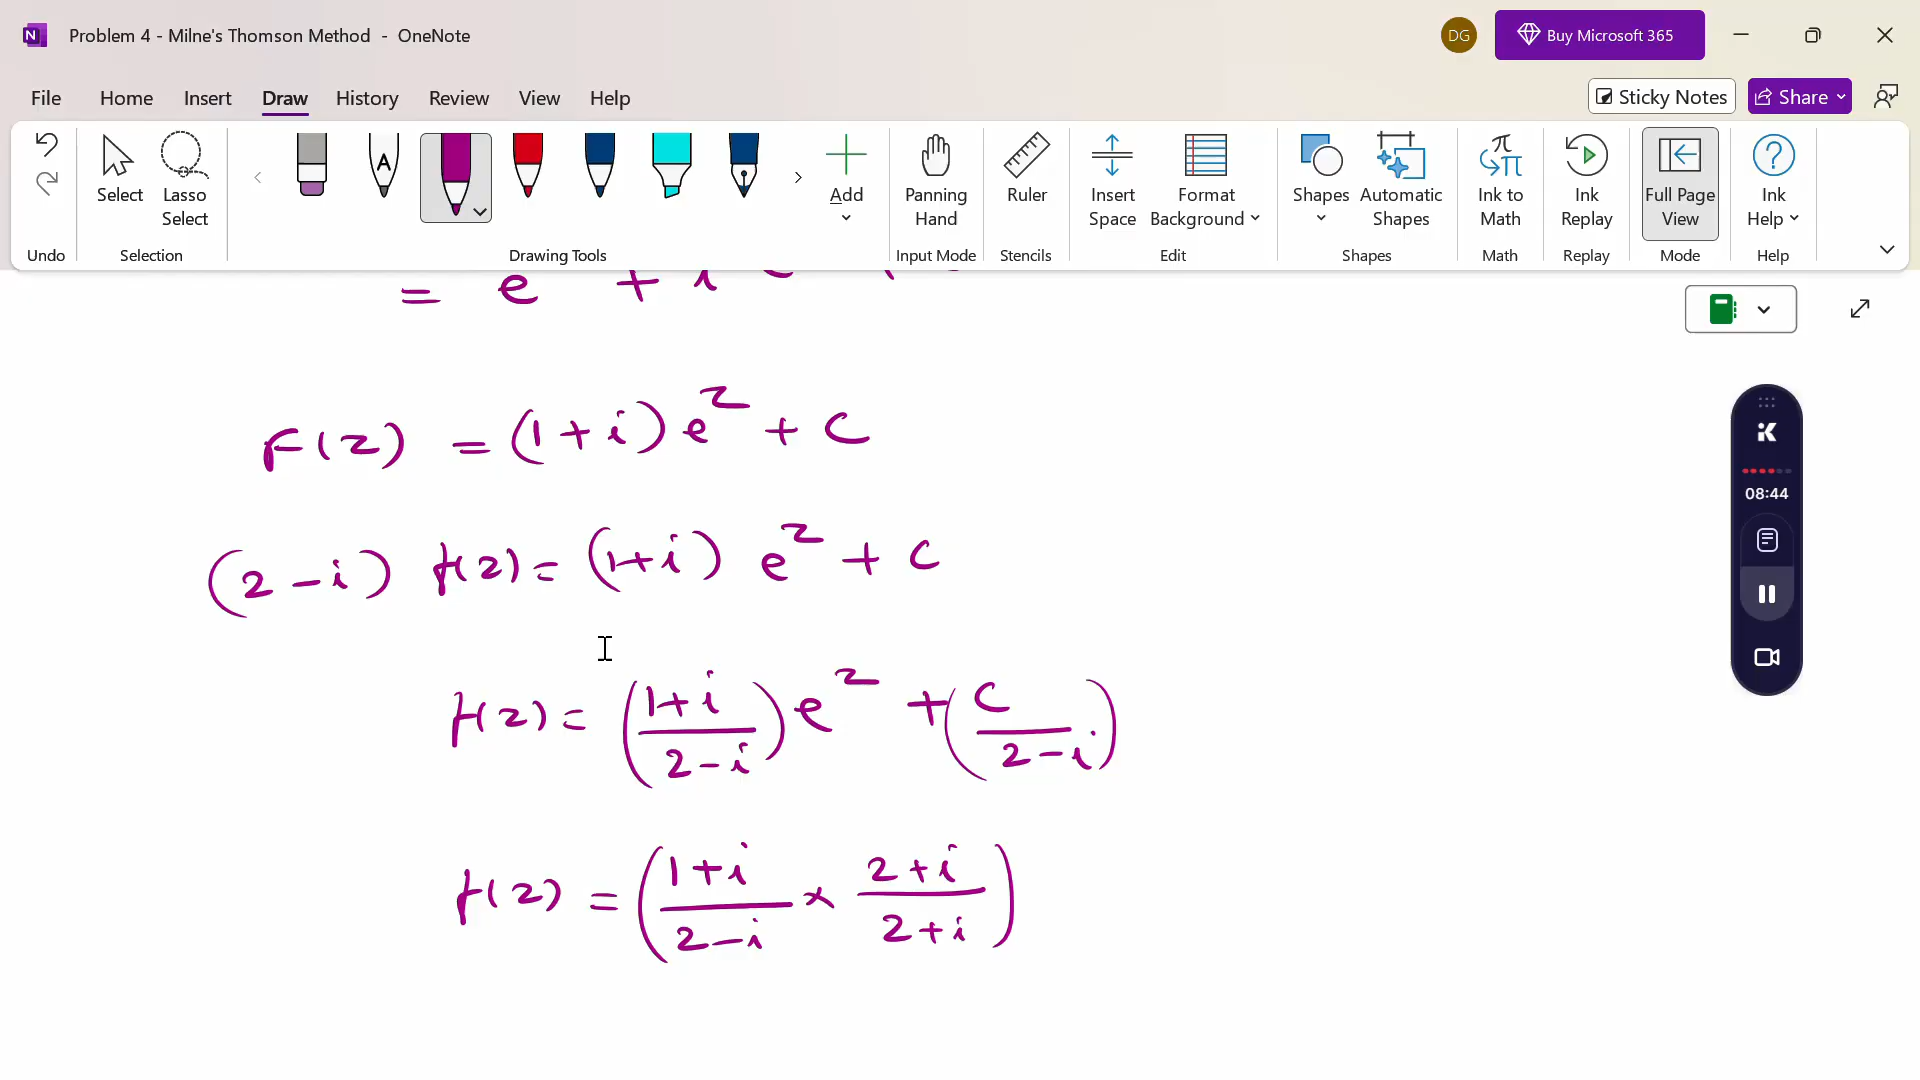 Problem 4 - Milne's Thomson Method - OneNote
DG
Buy Microsoft 365
File Home Insert Draw History Review View Help
Sticky Notes
Share
Select
Lasso Select
A
Add
Panning Hand
Ruler
Insert Space
Format Background
Shapes
Automatic Shapes
Ink to Math
Ink Replay
Full Page View
Ink Help
Undo Selection Drawing Tools Input Mode Stencils Edit Shapes Math Replay Mode Help
= e + i
F(z) = (1+i) e^z + C
(2-i) f(z) = (1+i) e^z + C
f(z) = ((1+i)/(2-i)) e^z + (C/(2-i))
f(z) = ((1+i)/(2-i) × (2+i)/(2+i))
08:44